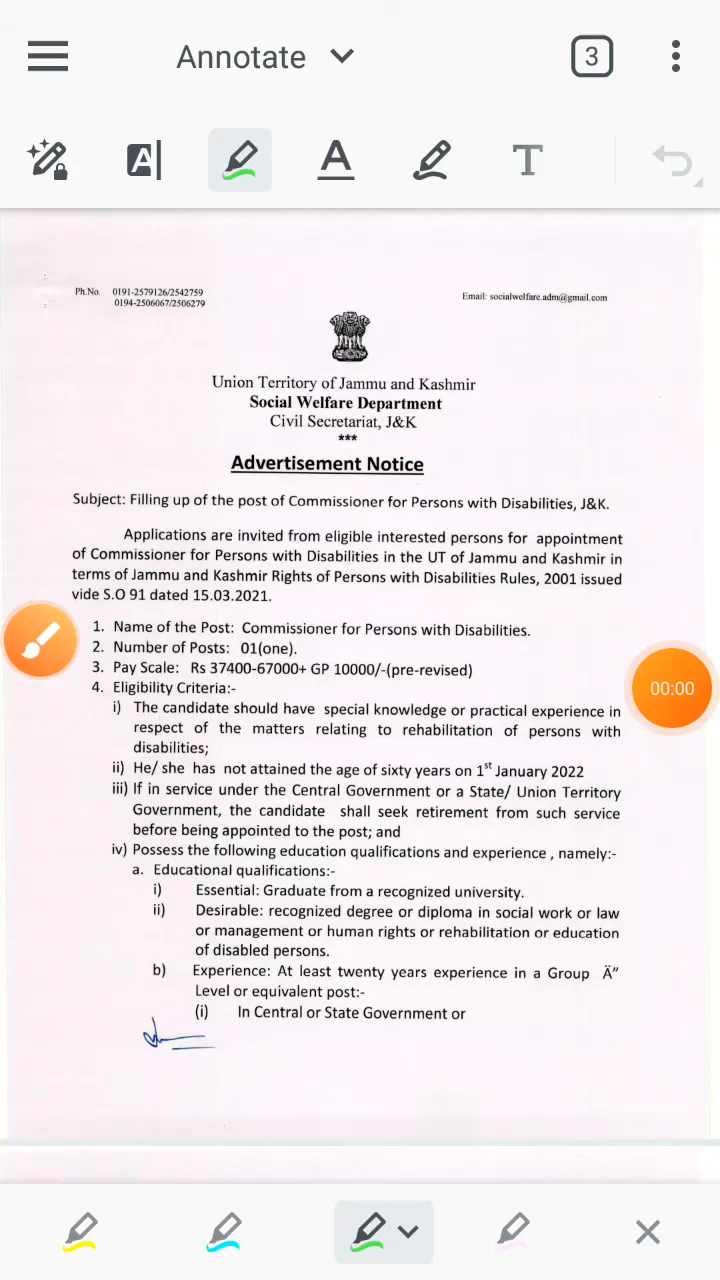 Annotate
3
A
A
T
Ph.No. 0191-2579126/2542759
0194-2506067/2506279
Email: socialwelfare.adm@gmail.com
Union Territory of Jammu and Kashmir
Social Welfare Department
Civil Secretariat, J&K
***
Advertisement Notice
Subject: Filling up of the post of Commissioner for Persons with Disabilities, J&K.
Applications are invited from eligible interested persons for appointment
of Commissioner for Persons with Disabilities in the UT of Jammu and Kashmir in
terms of Jammu and Kashmir Rights of Persons with Disabilities Rules, 2001 issued
vide S.O 91 dated 15.03.2021.
1. Name of the Post: Commissioner for Persons with Disabilities.
2. Number of Posts: 01(one).
3. Pay Scale: Rs 37400-67000+ GP 10000/-(pre-revised)
00:00
4. Eligibility Criteria:-
i) The candidate should have special knowledge or practical experience in
respect of the matters relating to rehabilitation of persons with
disabilities;
ii) He/ she has not attained the age of sixty years on 1st January 2022
iii) If in service under the Central Government or a State/ Union Territory
Government, the candidate shall seek retirement from such service
before being appointed to the post; and
iv) Possess the following education qualifications and experience , namely:-
a. Educational qualifications:-
i) Essential: Graduate from a recognized university.
ii) Desirable: recognized degree or diploma in social work or law
or management or human rights or rehabilitation or education
of disabled persons.
b) Experience: At least twenty years experience in a Group Ä"
Level or equivalent post:-
(i) In Central or State Government or